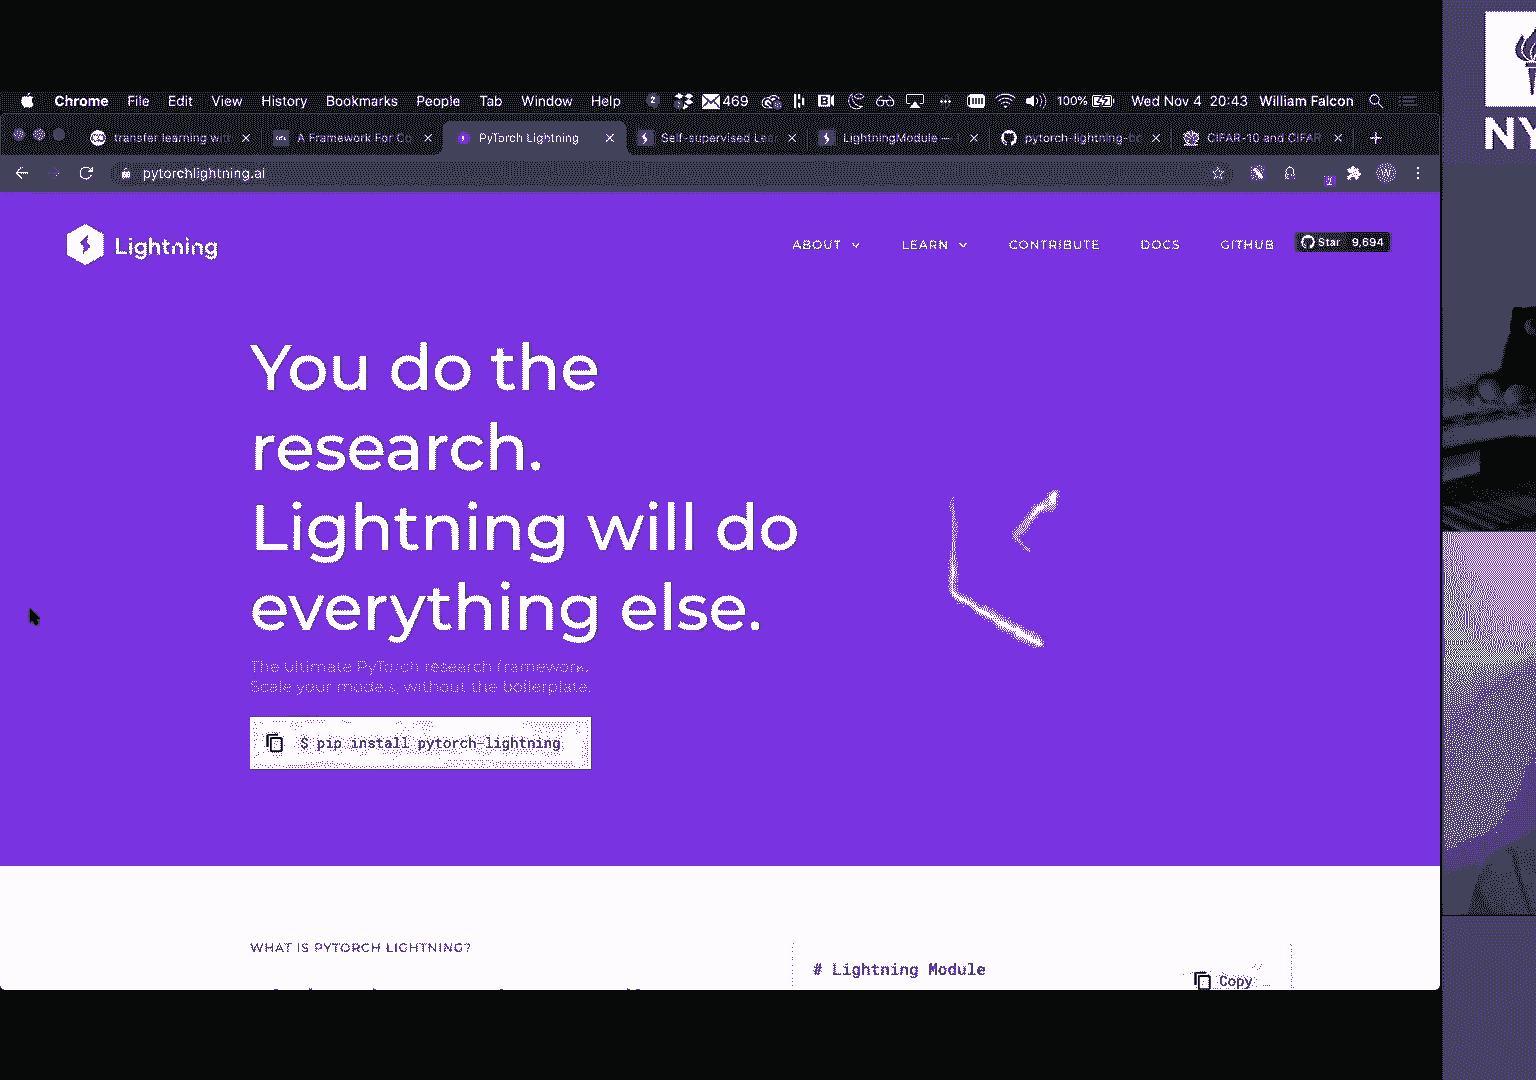 Chrome File Edit View History Bookmarks People Tab Window Help 469 100% Wed Nov 4 20:43 William Falcon
transfer learning wit A Framework For Co PyTorch Lightning Self-supervised Lea LightningModule — pytorch-lightning-bo CIFAR-10 and CIFAR
pytorchlightning.ai
NY
Lightning ABOUT LEARN CONTRIBUTE DOCS GITHUB Star 9,694
You do the
research.
Lightning will do
everything else.
The ultimate PyTorch research framework.
Scale your models, without the boilerplate.
$ pip install pytorch-lightning
WHAT IS PYTORCH LIGHTNING?
# Lightning Module
Copy